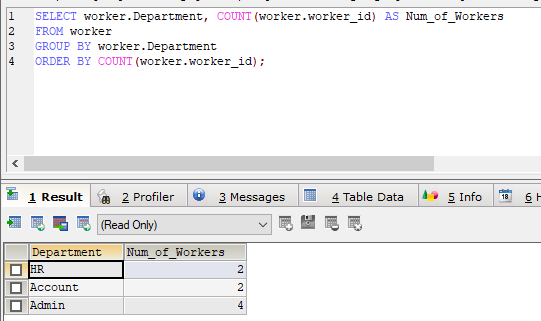 1 SELECT worker.Department, COUNT(worker.worker_id) AS Num_of_Workers
2 FROM worker
3 GROUP BY worker.Department
4 ORDER BY COUNT(worker.worker_id);
1 Result 2 Profiler 3 Messages 4 Table Data 5 Info 18 6 H
(Read Only)
Department Num_of_Workers
HR 2
Account 2
Admin 4